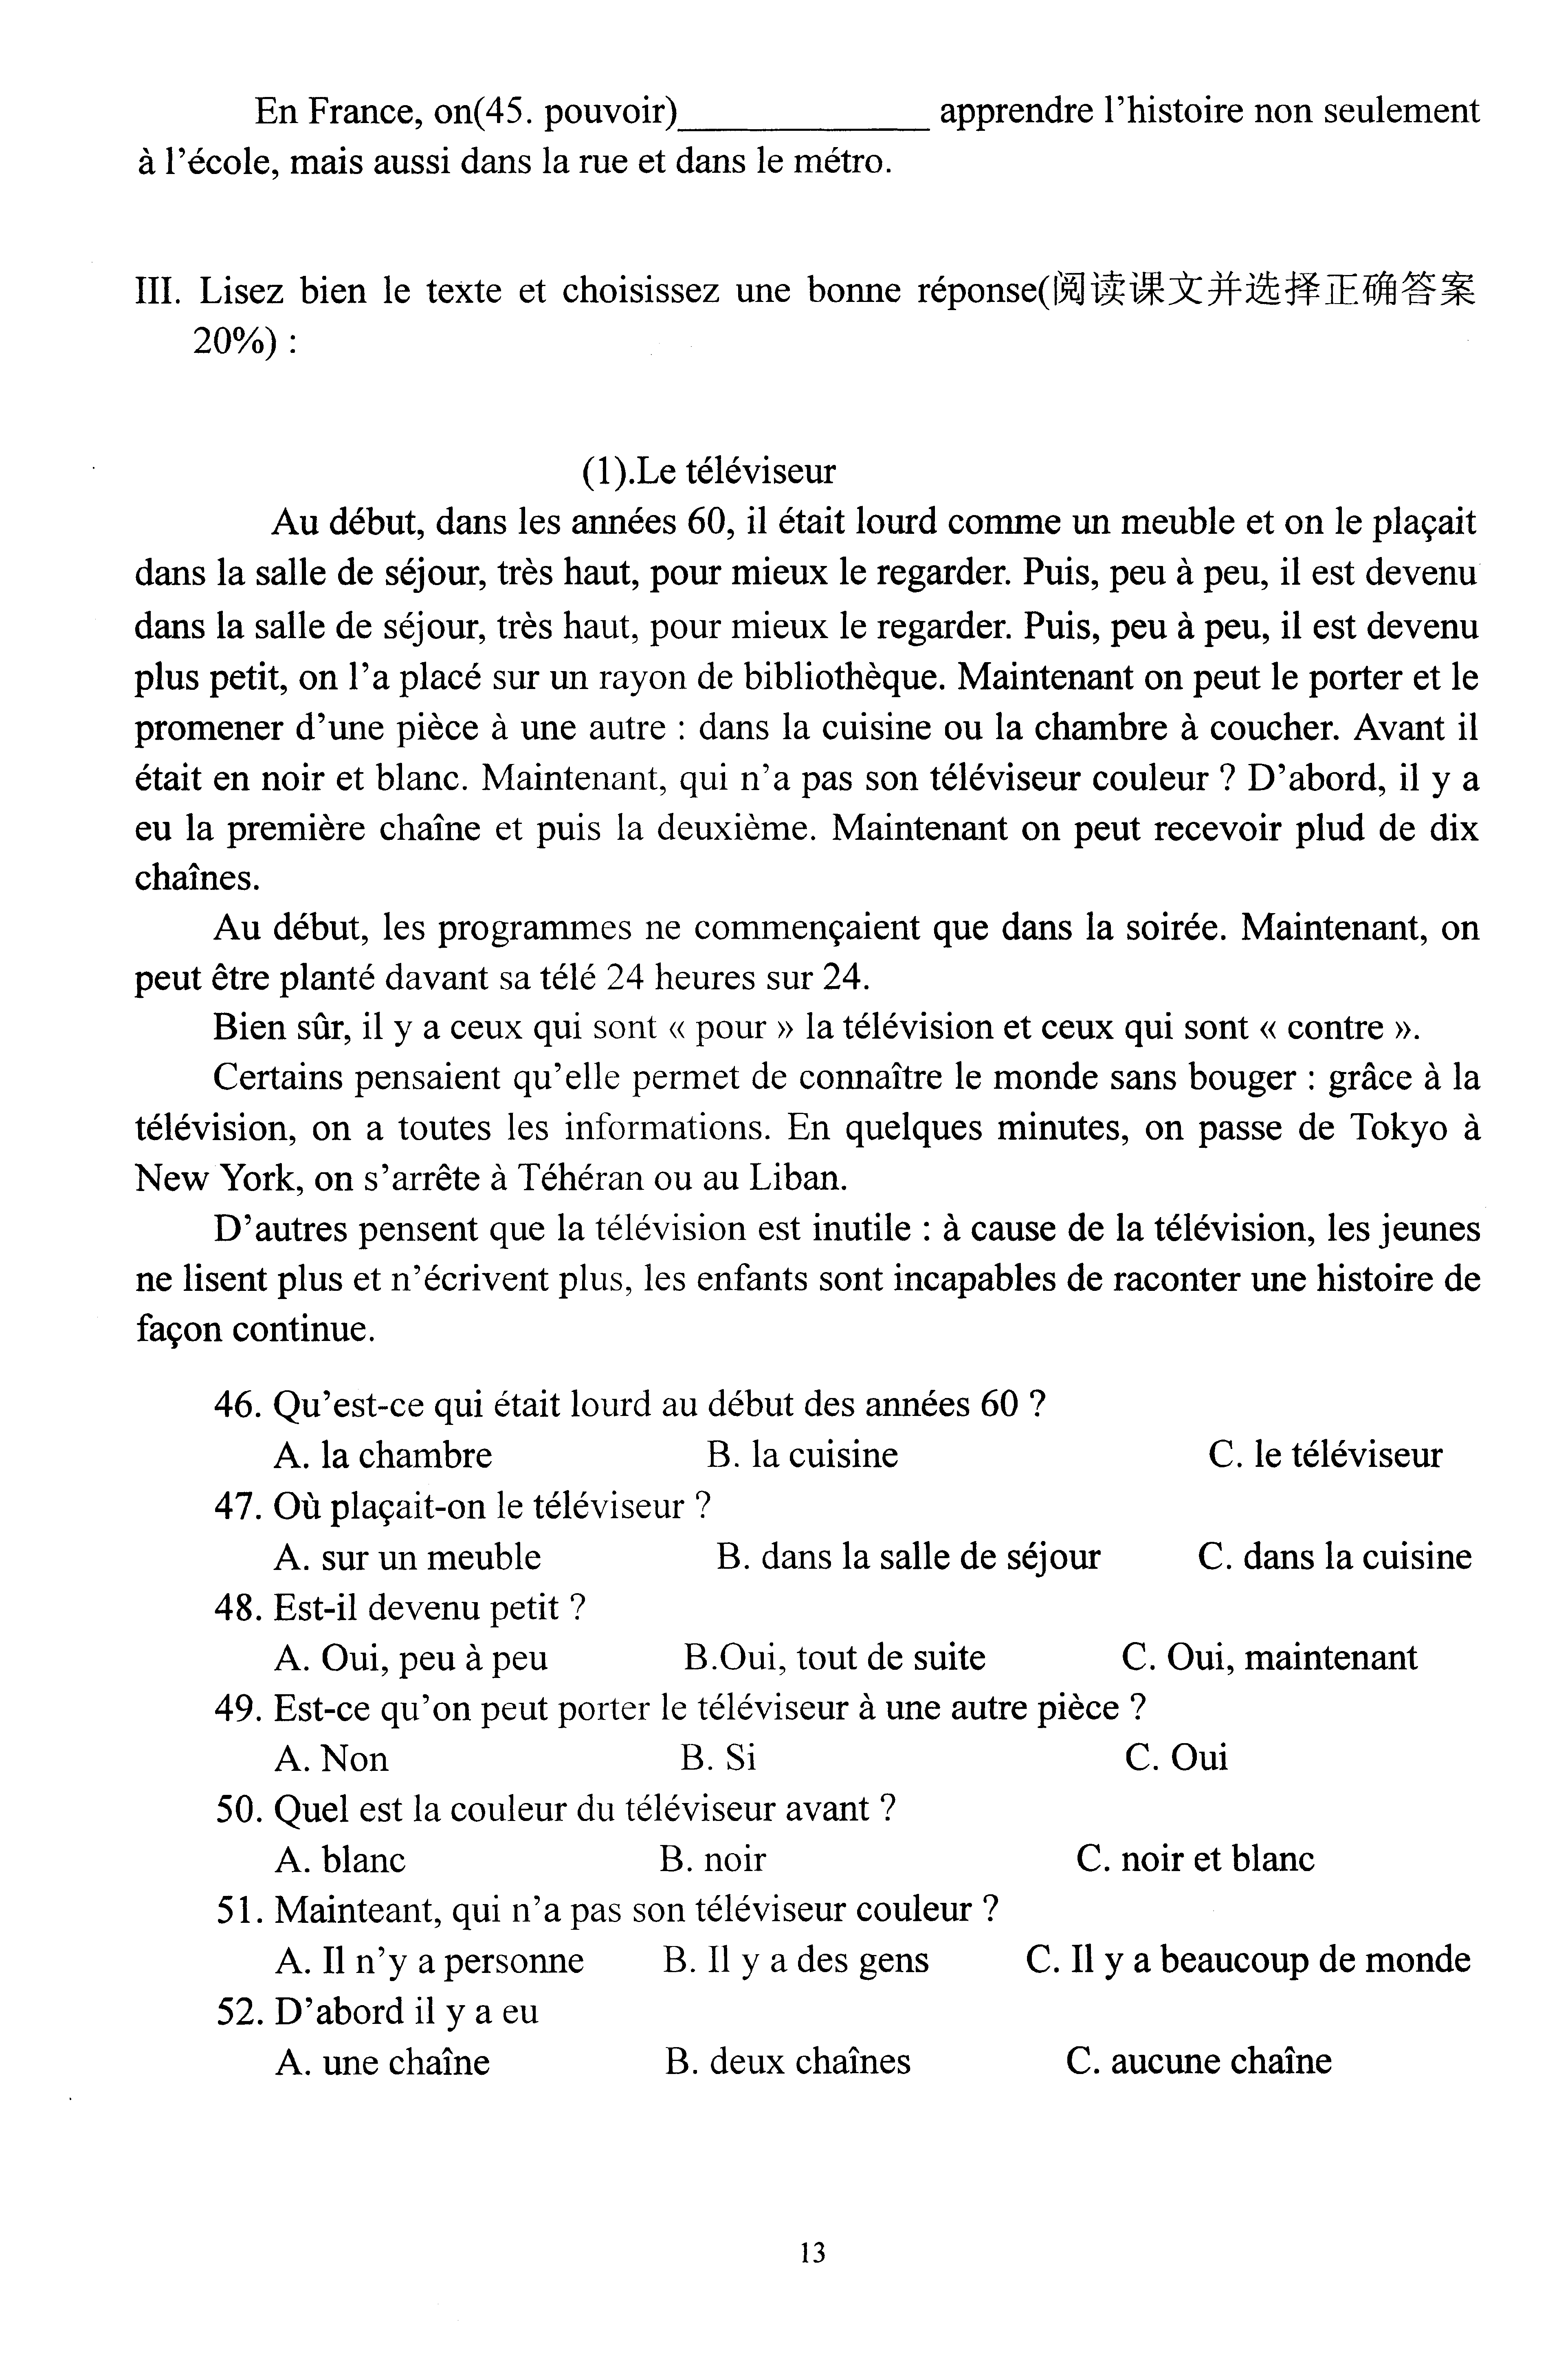 En France, on(45. pouvoir)____________ apprendre l’histoire non seulement
à l’école, mais aussi dans la rue et dans le métro.
III. Lisez bien le texte et choisissez une bonne réponse(阅读课文并选择正确答案
20%) :
(1).Le téléviseur
Au début, dans les années 60, il était lourd comme un meuble et on le plaçait
dans la salle de séjour, très haut, pour mieux le regarder. Puis, peu à peu, il est devenu
dans la salle de séjour, très haut, pour mieux le regarder. Puis, peu à peu, il est devenu
plus petit, on l’a placé sur un rayon de bibliothèque. Maintenant on peut le porter et le
promener d’une pièce à une autre : dans la cuisine ou la chambre à coucher. Avant il
était en noir et blanc. Maintenant, qui n’a pas son téléviseur couleur ? D’abord, il y a
eu la première chaîne et puis la deuxième. Maintenant on peut recevoir plud de dix
chaînes.
Au début, les programmes ne commençaient que dans la soirée. Maintenant, on
peut être planté davant sa télé 24 heures sur 24.
Bien sûr, il y a ceux qui sont « pour » la télévision et ceux qui sont « contre ».
Certains pensaient qu’elle permet de connaître le monde sans bouger : grâce à la
télévision, on a toutes les informations. En quelques minutes, on passe de Tokyo à
New York, on s’arrête à Téhéran ou au Liban.
D’autres pensent que la télévision est inutile : à cause de la télévision, les jeunes
ne lisent plus et n’écrivent plus, les enfants sont incapables de raconter une histoire de
façon continue.
46. Qu’est-ce qui était lourd au début des années 60 ?
A. la chambre B. la cuisine C. le téléviseur
47. Où plaçait-on le téléviseur ?
A. sur un meuble B. dans la salle de séjour C. dans la cuisine
48. Est-il devenu petit ?
A. Oui, peu à peu B.Oui, tout de suite C. Oui, maintenant
49. Est-ce qu’on peut porter le téléviseur à une autre pièce ?
A. Non B. Si C. Oui
50. Quel est la couleur du téléviseur avant ?
A. blanc B. noir C. noir et blanc
51. Mainteant, qui n’a pas son téléviseur couleur ?
A. Il n’y a personne B. Il y a des gens C. Il y a beaucoup de monde
52. D’abord il y a eu
A. une chaîne B. deux chaînes C. aucune chaîne
13